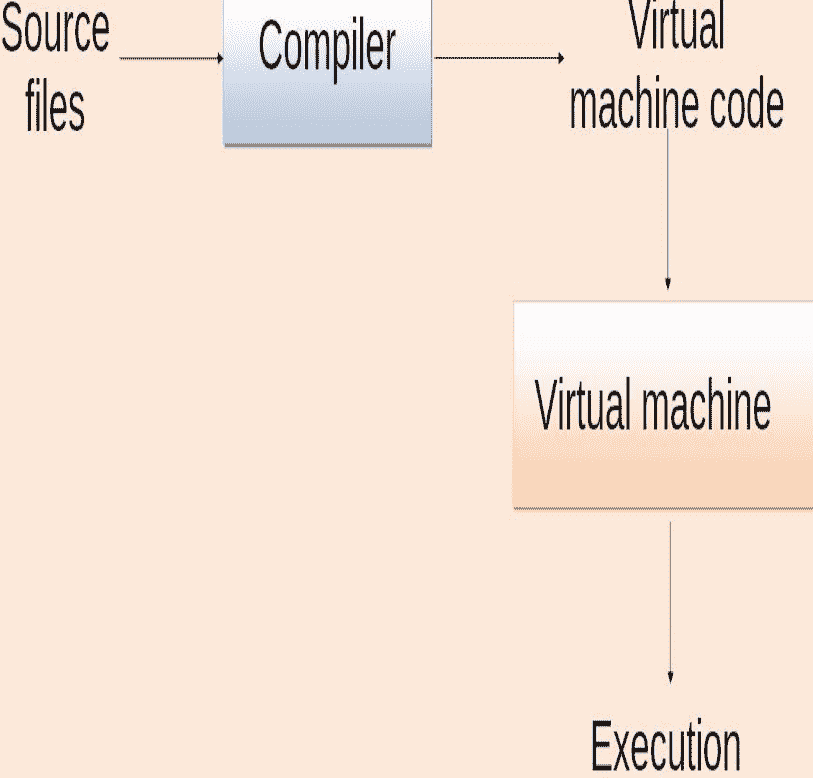 Source
files
Compiler
Virtual
machine code
Virtual machine
Execution